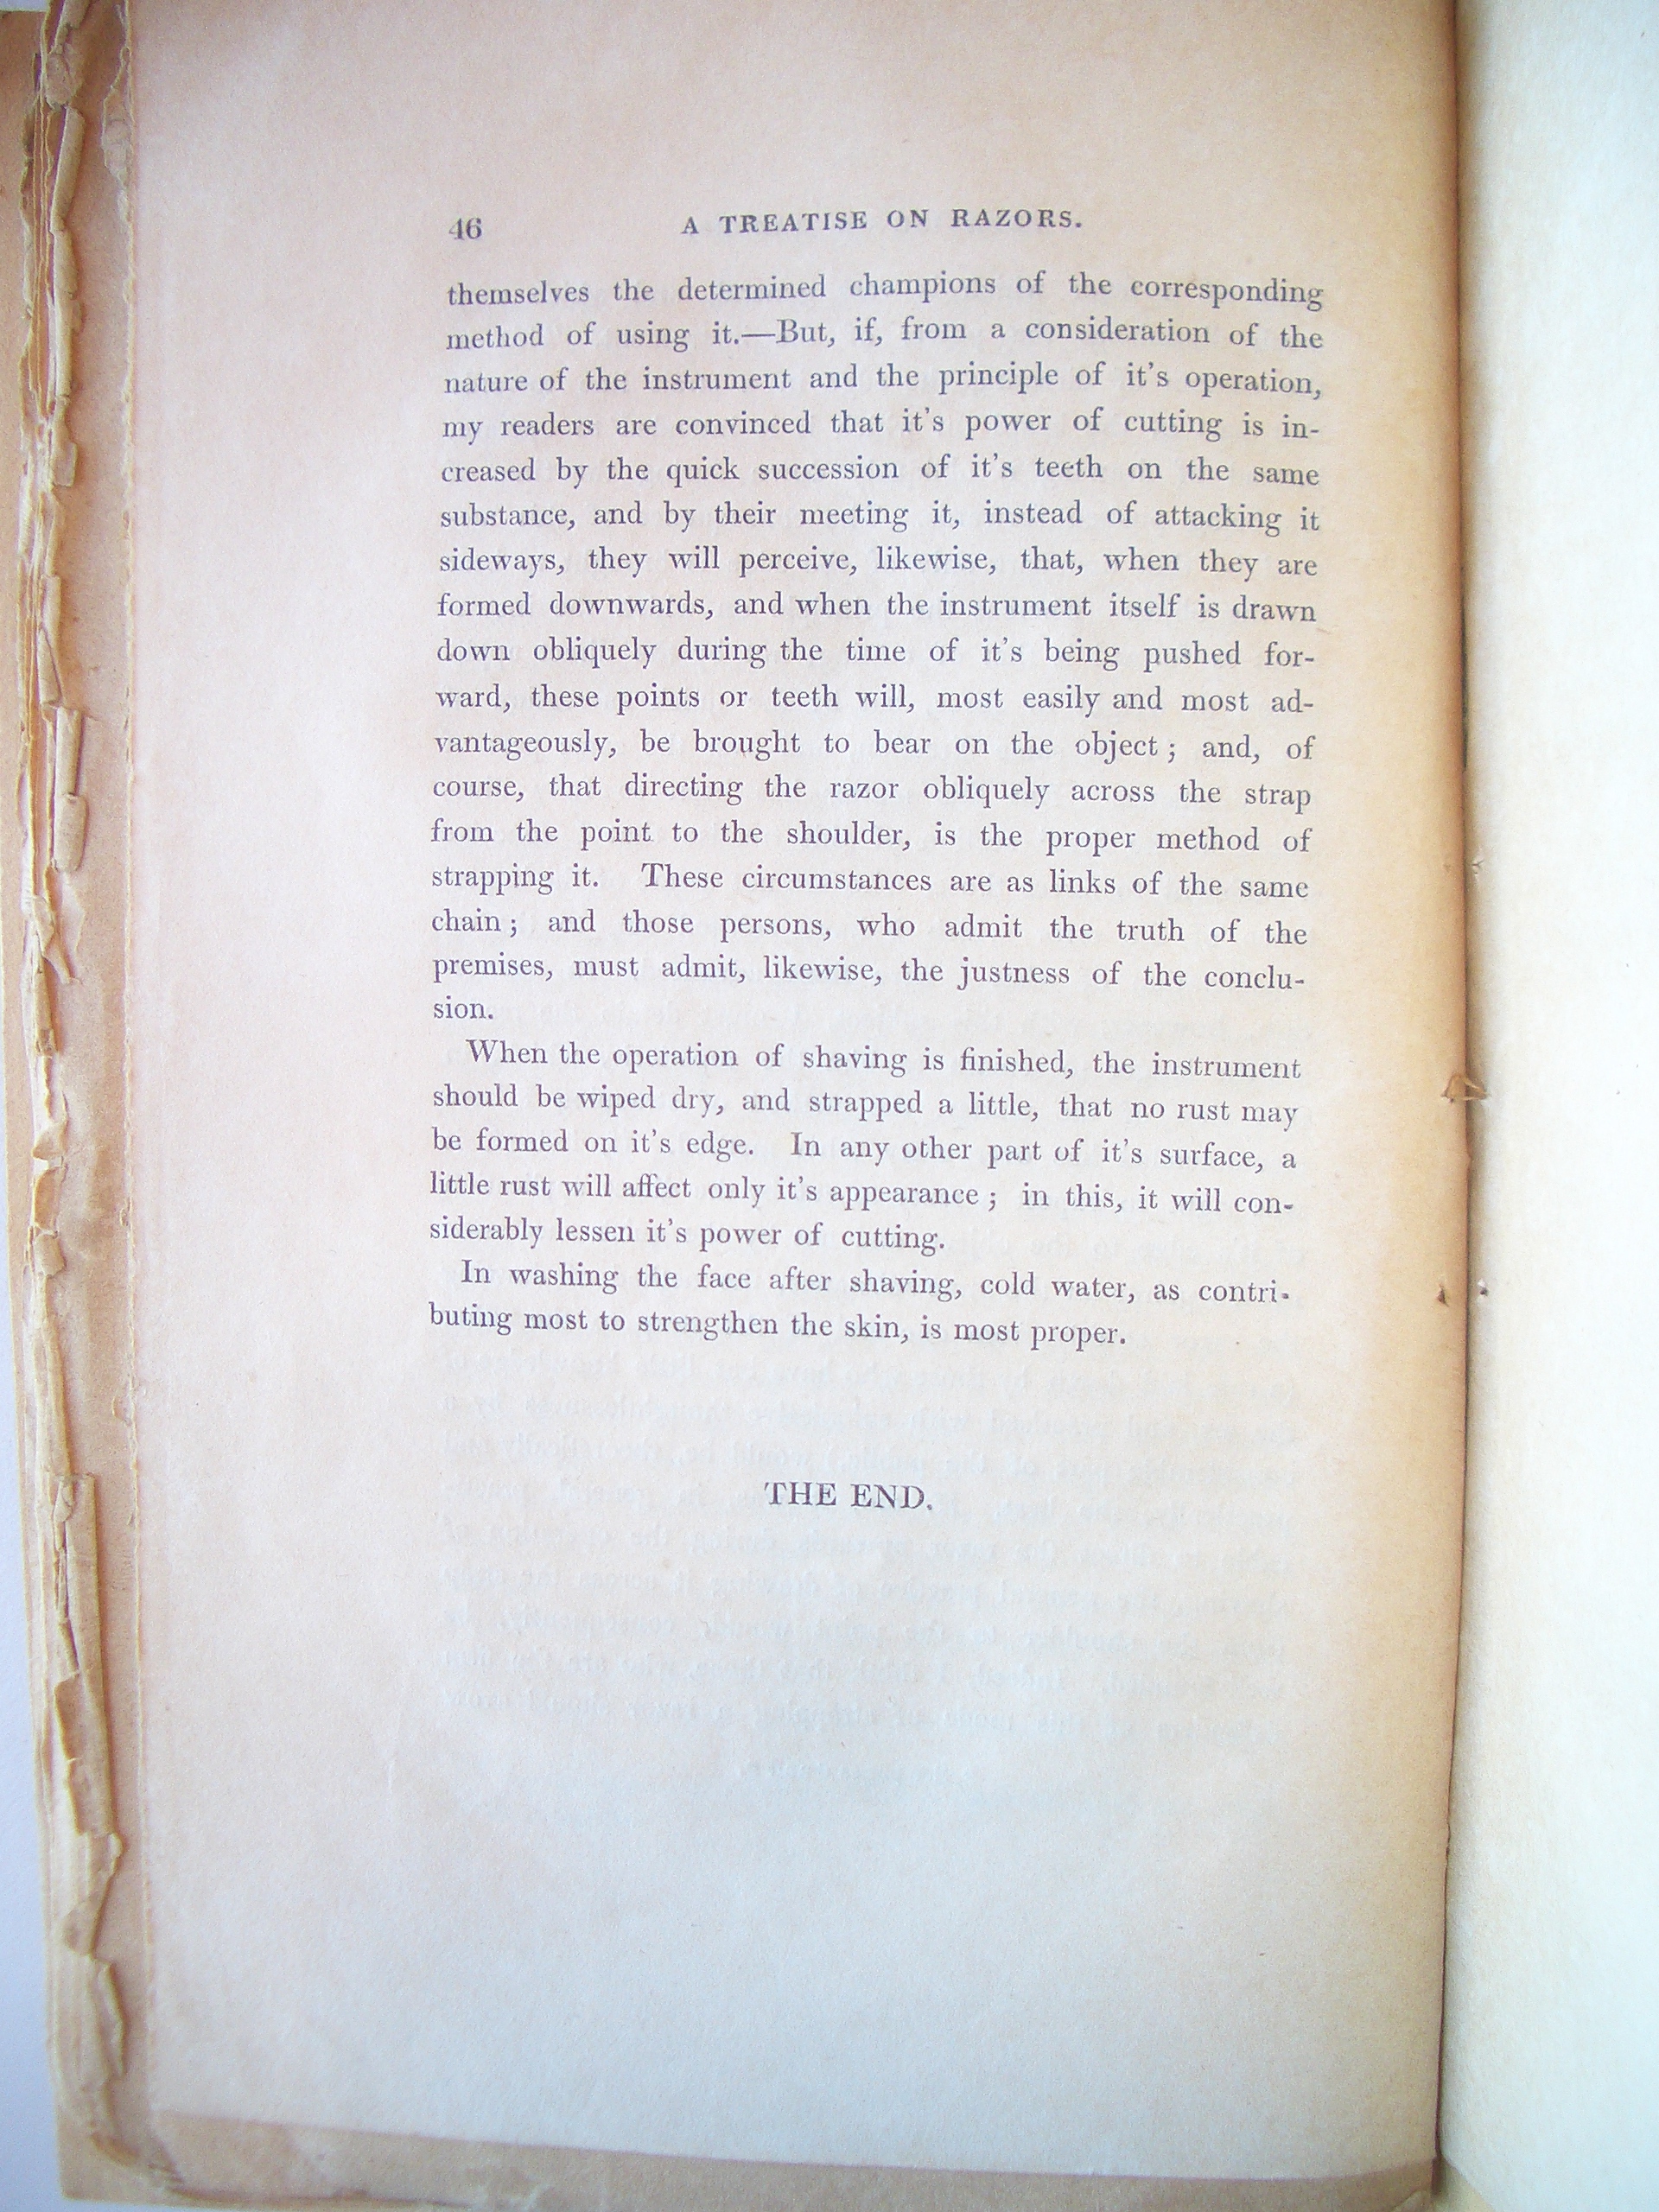 46 A TREATISE ON RAZORS.
themselves the determined champions of the corresponding
method of using it.—But, if, from a consideration of the
nature of the instrument and the principle of it's operation,
my readers are convinced that it's power of cutting is in-
creased by the quick succession of it's teeth on the same
substance, and by their meeting it, instead of attacking it
sideways, they will perceive, likewise, that, when they are
formed downwards, and when the instrument itself is drawn
down obliquely during the time of it's being pushed for-
ward, these points or teeth will, most easily and most ad-
vantageously, be brought to bear on the object; and, of
course, that directing the razor obliquely across the strap
from the point to the shoulder, is the proper method of
strapping it. These circumstances are as links of the same
chain; and those persons, who admit the truth of the
premises, must admit, likewise, the justness of the conclu-
sion.
When the operation of shaving is finished, the instrument
should be wiped dry, and strapped a little, that no rust may
be formed on it's edge. In any other part of it's surface, a
little rust will affect only it's appearance; in this, it will con-
siderably lessen it's power of cutting.
In washing the face after shaving, cold water, as contri-
buting most to strengthen the skin, is most proper.
THE END.